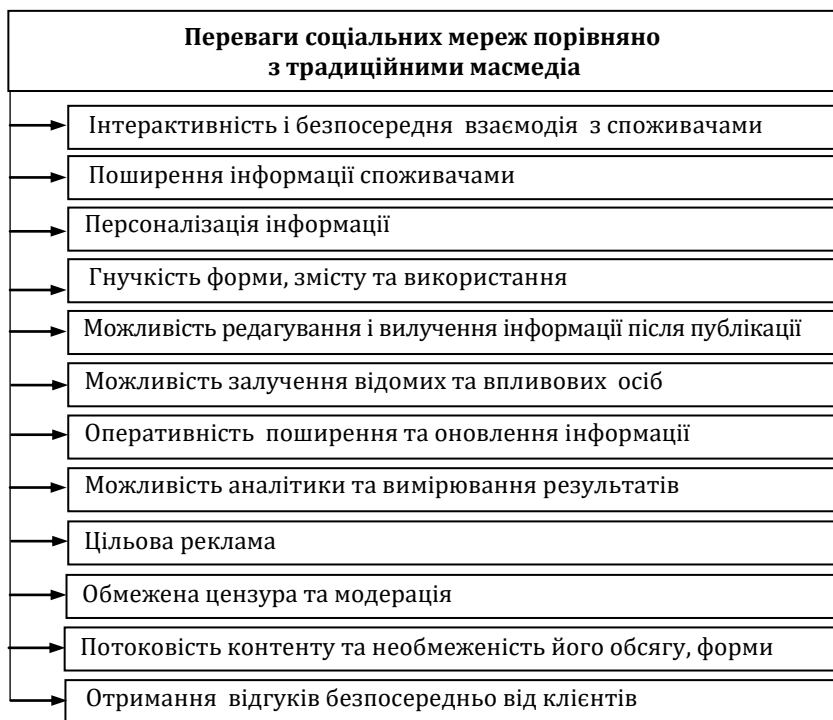 Переваги соціальних мереж порівняно
з традиційними масмедіа
Інтерактивність і безпосередня взаємодія з споживачами
Поширення інформації споживачами
Персоналізація інформації
Гнучкість форми, змісту та використання
Можливість редагування і вилучення інформації після публікації
Можливість залучення відомих та впливових осіб
Оперативність поширення та оновлення інформації
Можливість аналітики та вимірювання результатів
Цільова реклама
Обмежена цензура та модерація
Потоковість контенту та необмеженість його обсягу, форми
Отримання відгуків безпосередньо від клієнтів